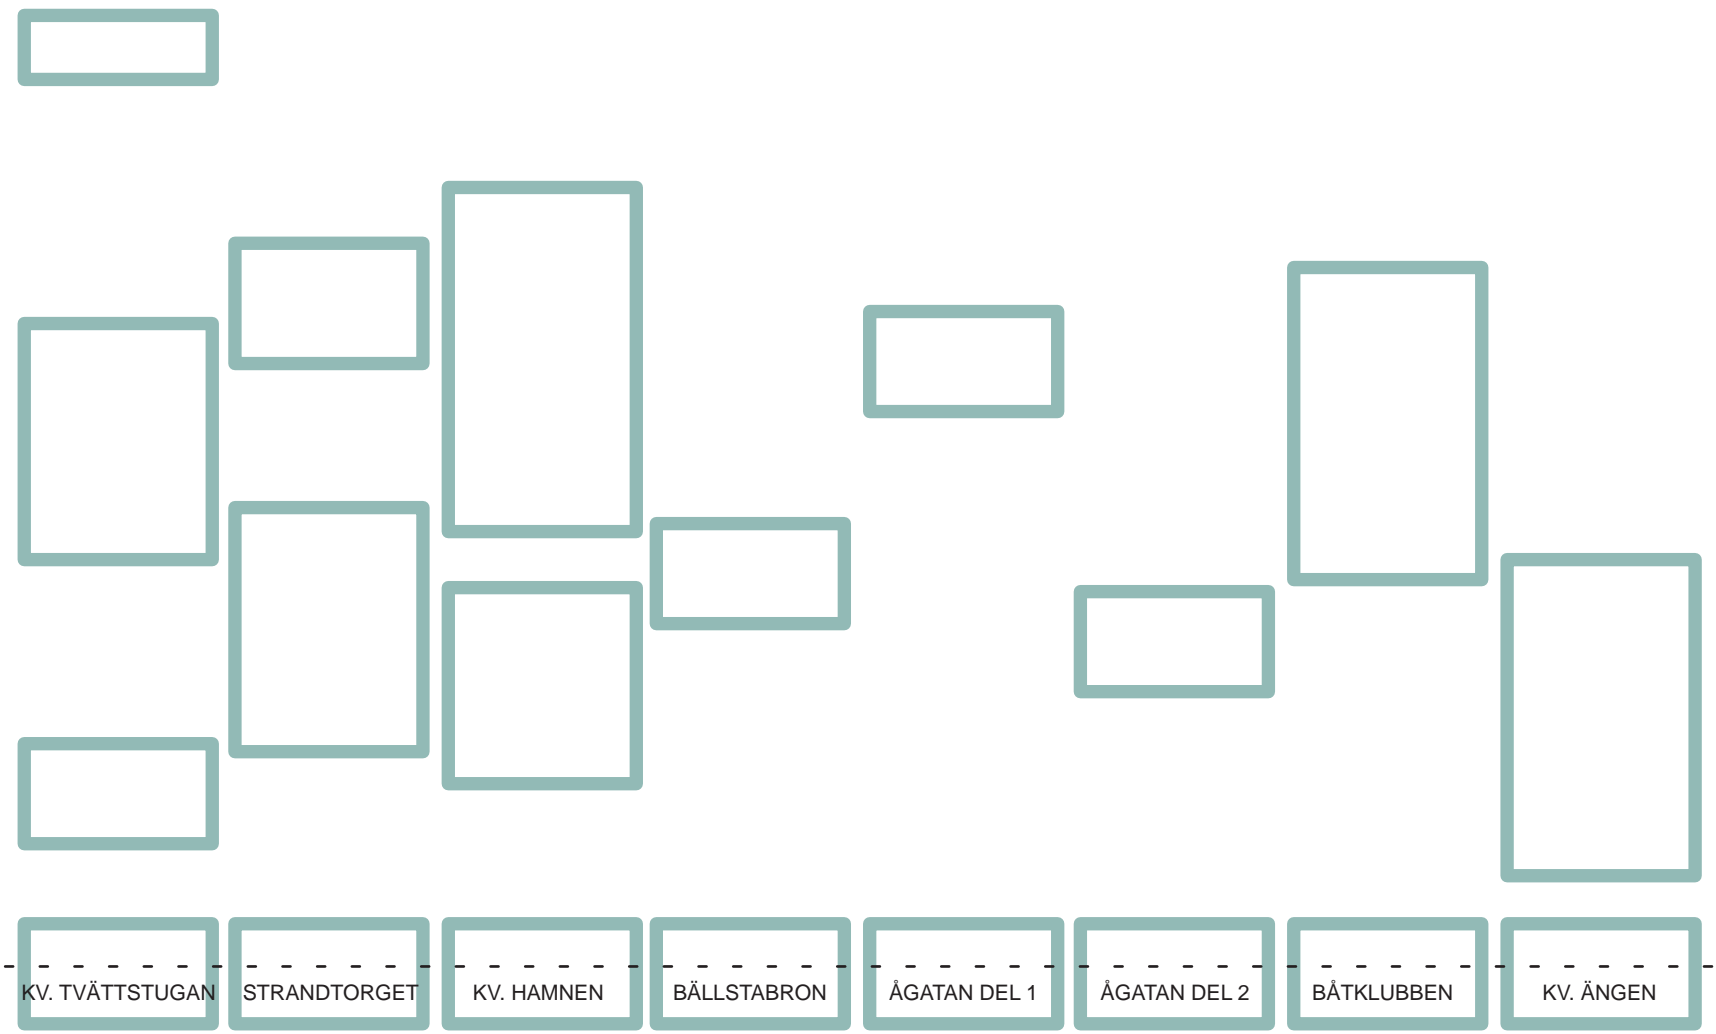 KV. TVÄTTSTUGAN
STRANDTORGET
KV. HAMNEN
BÄLLSTABRON
ÅGATAN DEL 1
ÅGATAN DEL 2
BÅTKLUBBEN
KV. ÄNGEN